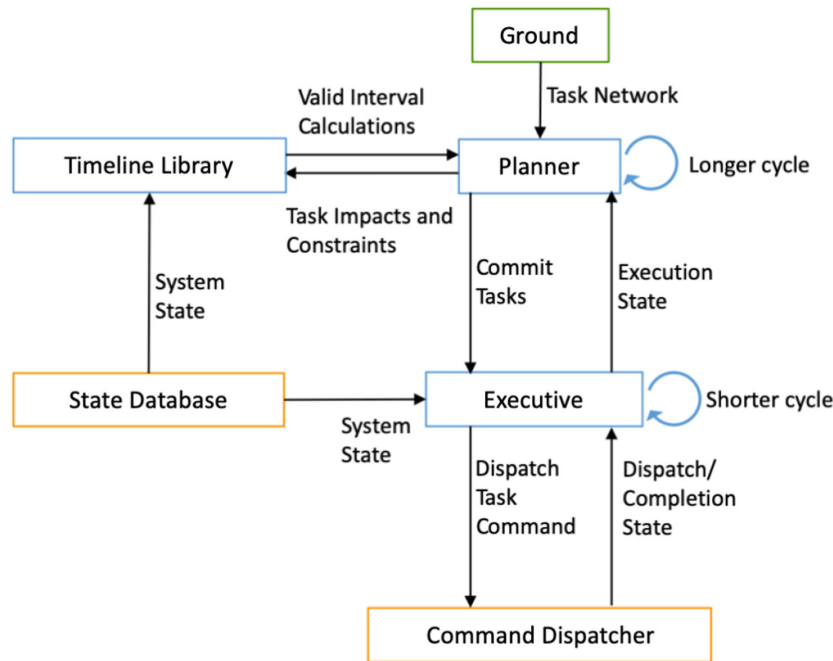 Ground
Task Network
Valid Interval
Calculations
Timeline Library
Planner
Longer cycle
Task Impacts and
Constraints
System
State
Commit
Tasks
Execution
State
State Database
Executive
Shorter cycle
System
State
Dispatch
Task
Command
Dispatch/
Completion
State
Command Dispatcher